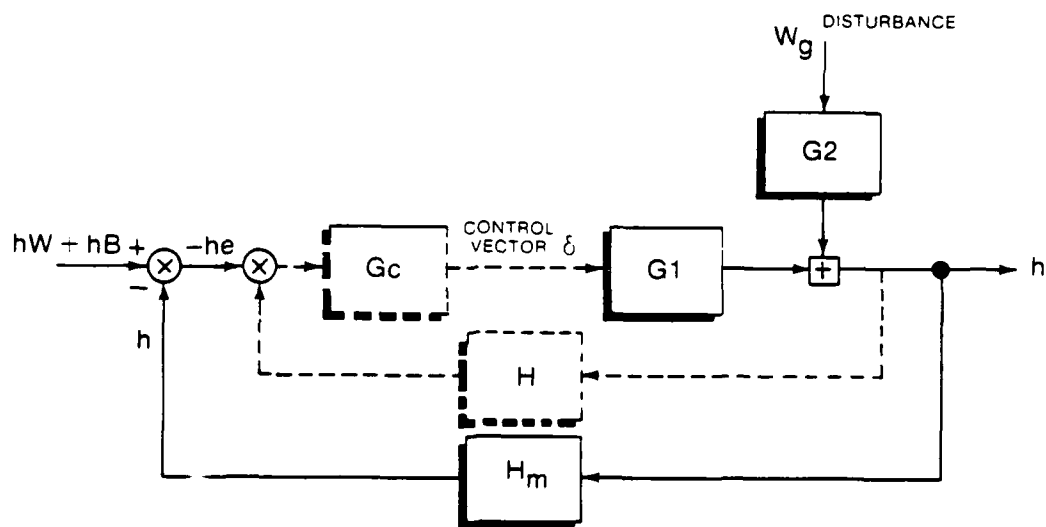 DISTURBANCE
Wg
G2
hW + hB + −he
CONTROL
VECTOR δ
Gc
G1
+
h
−
h
H
Hm